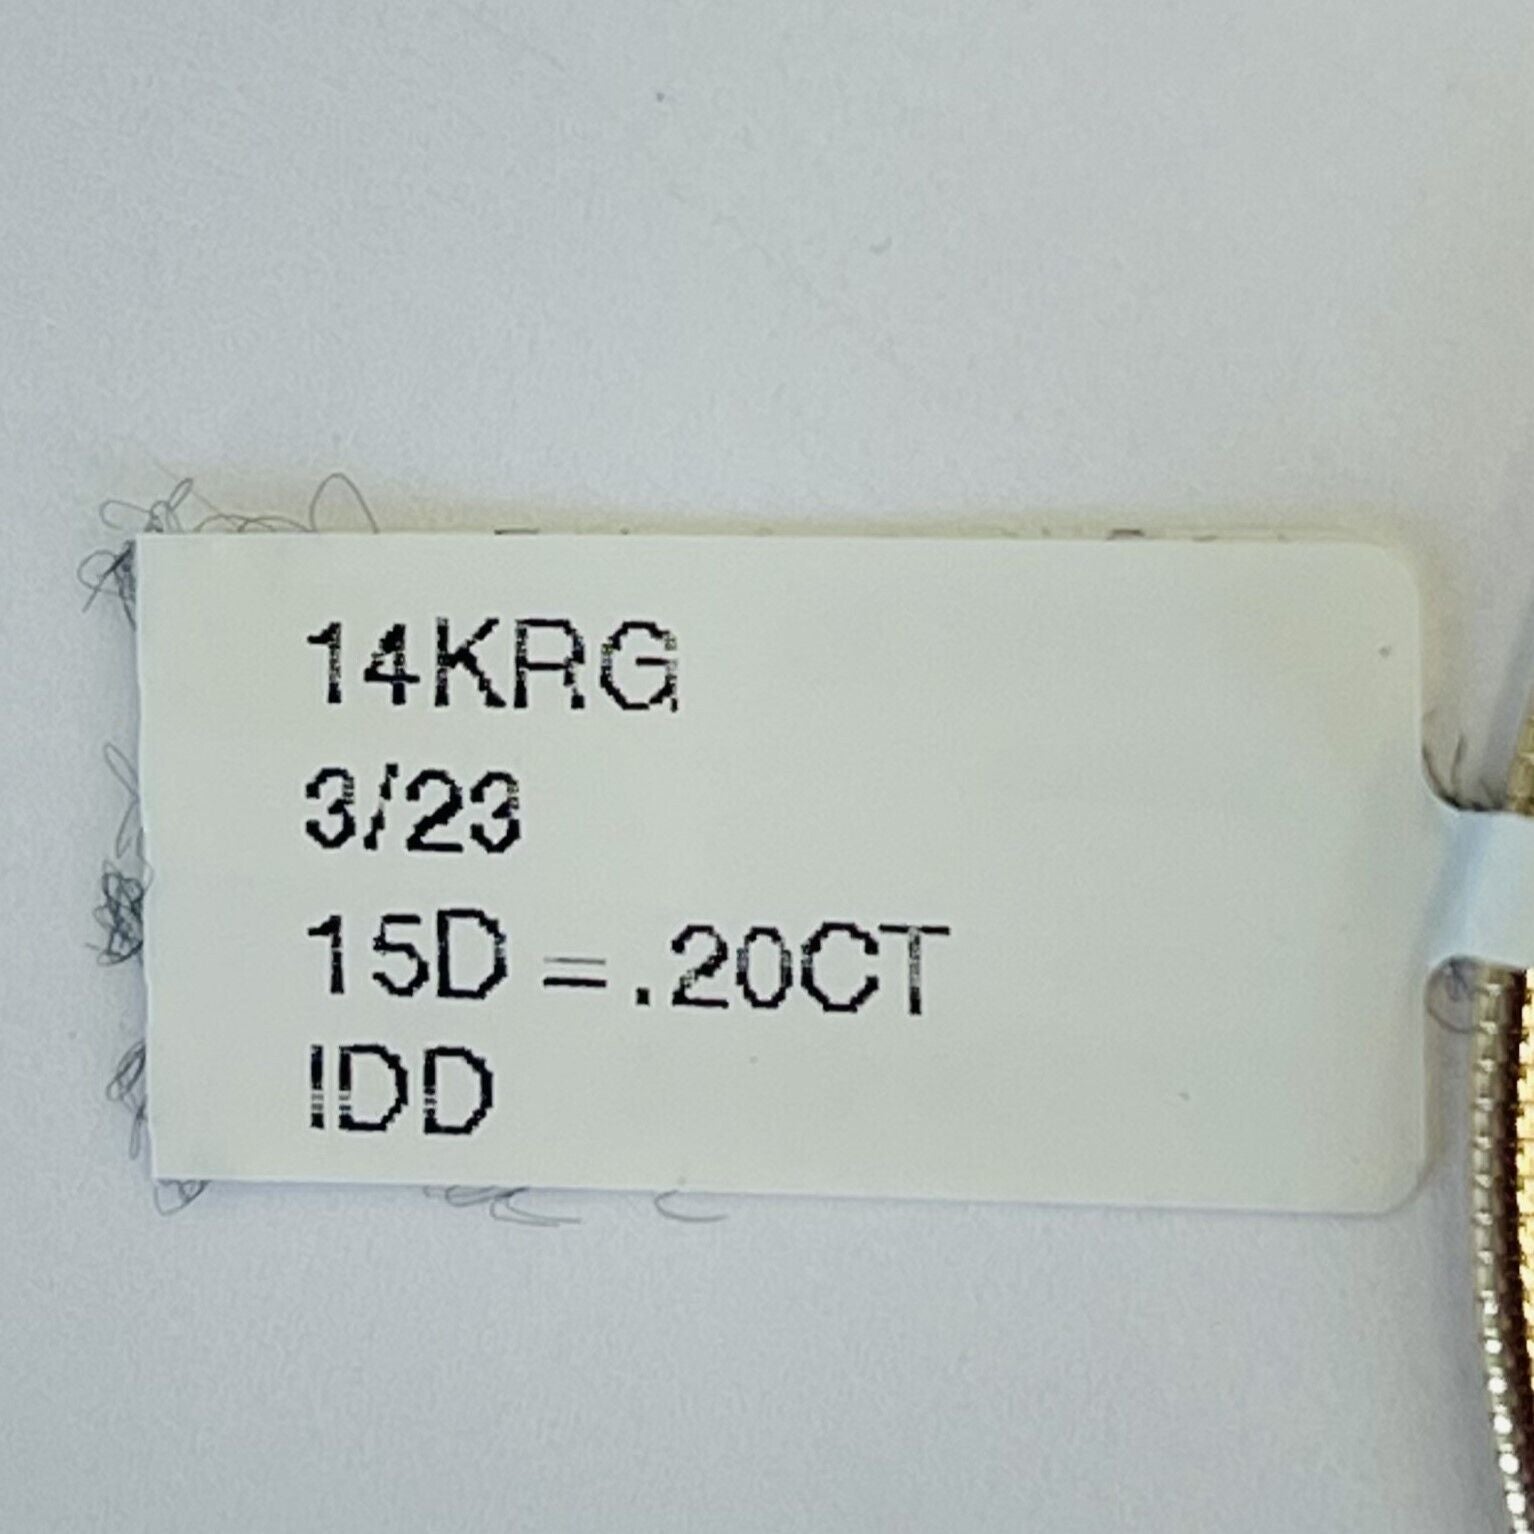 14KRG
3/23
15D = .20CT
IDD